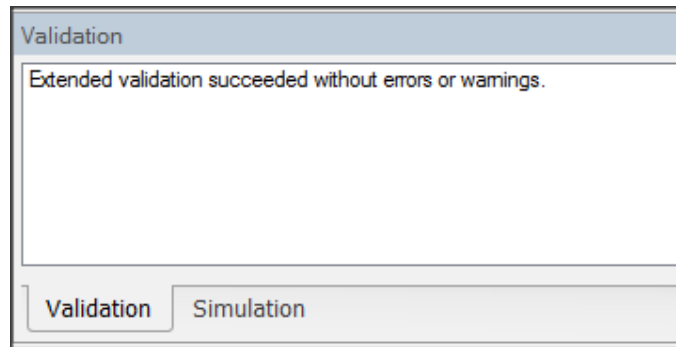 Validation
Extended validation succeeded without errors or warnings.
Validation
Simulation